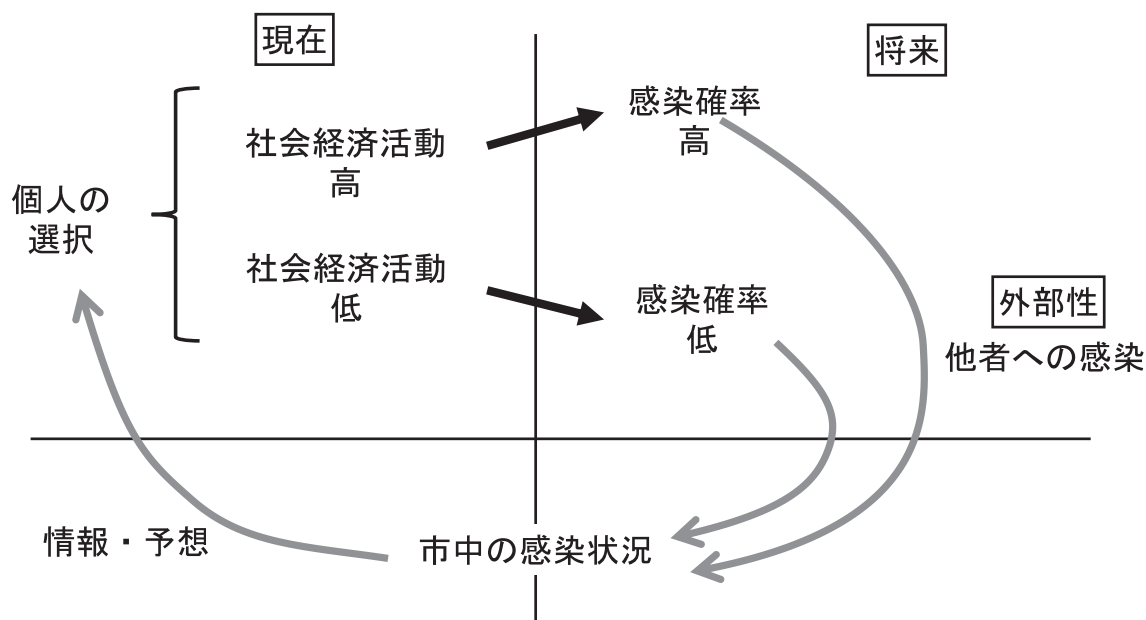 現在
将来
感染確率
高
社会経済活動
高
個人の
選択
社会経済活動
低
感染確率
低
外部性
他者への感染
情報・予想
市中の感染状況